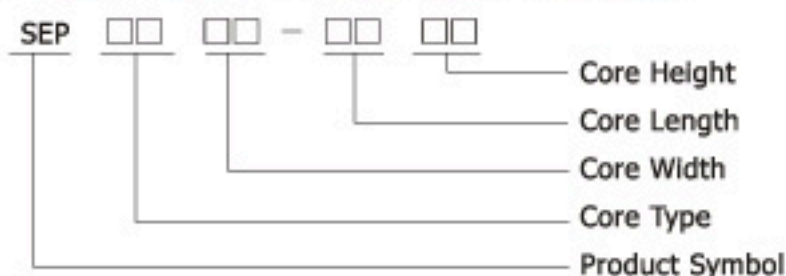 SEP □□ □□ - □□ □□
Core Height
Core Length
Core Width
Core Type
Product Symbol